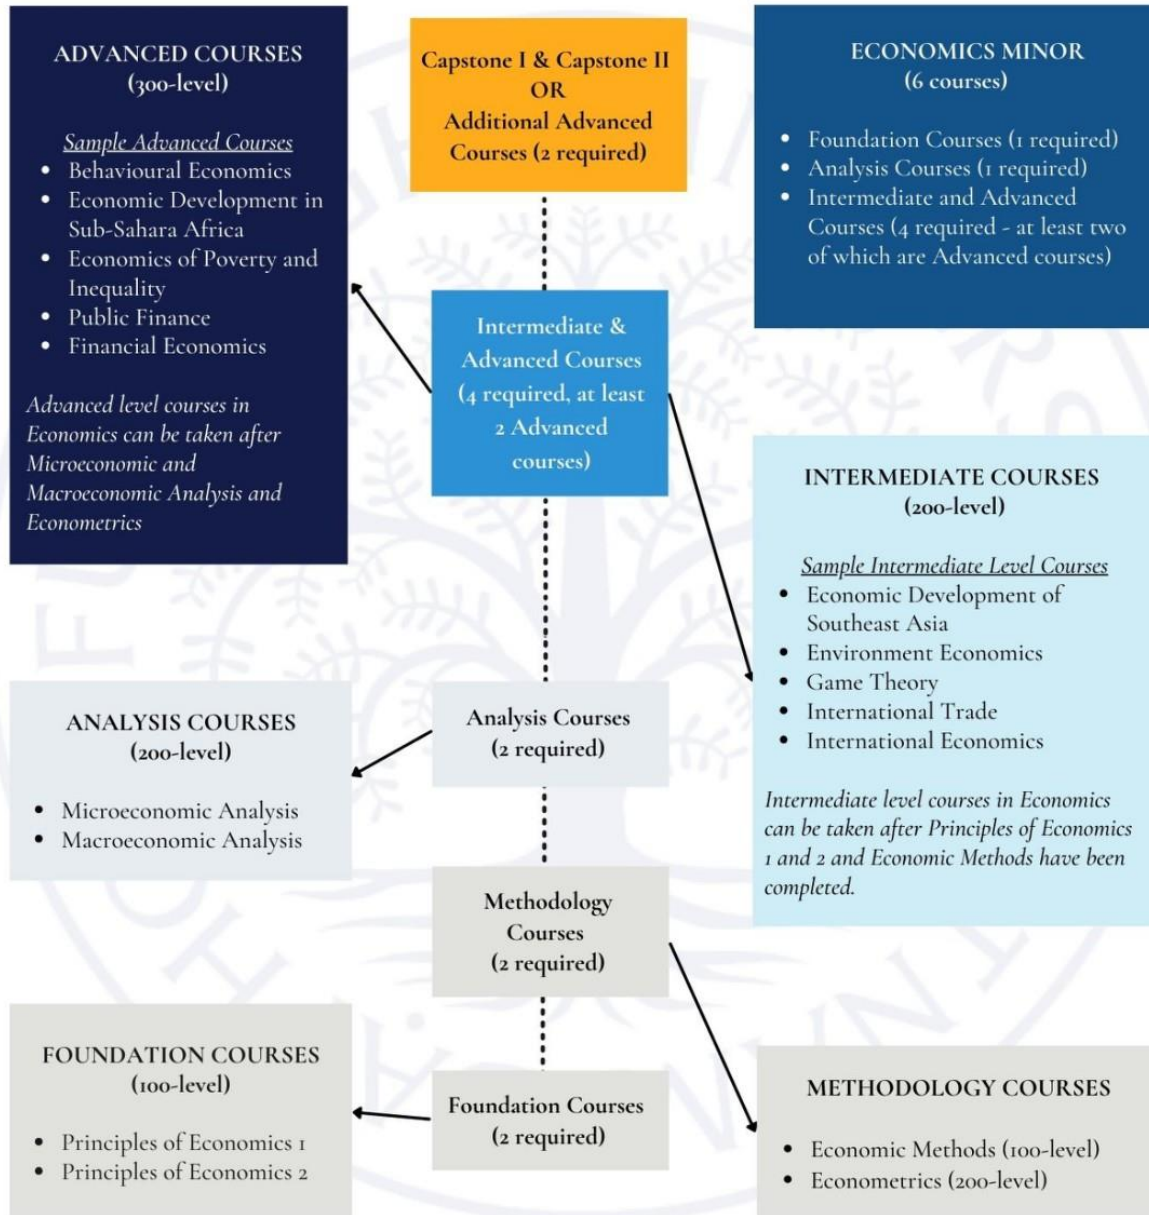 ADVANCED COURSES
(300-level)
Sample Advanced Courses
• Behavioural Economics
• Economic Development in
Sub-Sahara Africa
• Economics of Poverty and
Inequality
• Public Finance
• Financial Economics
Advanced level courses in
Economics can be taken after
Microeconomic and
Macroeconomic Analysis and
Econometrics
Capstone I & Capstone II
OR
Additional Advanced
Courses (2 required)
ECONOMICS MINOR
(6 courses)
• Foundation Courses (1 required)
• Analysis Courses (1 required)
• Intermediate and Advanced
Courses (4 required - at least two
of which are Advanced courses)
Intermediate &
Advanced Courses
(4 required, at least
2 Advanced
courses)
INTERMEDIATE COURSES
(200-level)
Sample Intermediate Level Courses
• Economic Development of
Southeast Asia
• Environment Economics
• Game Theory
• International Trade
• International Economics
Intermediate level courses in Economics
can be taken after Principles of Economics
1 and 2 and Economic Methods have been
completed.
ANALYSIS COURSES
(200-level)
• Microeconomic Analysis
• Macroeconomic Analysis
Analysis Courses
(2 required)
Methodology
Courses
(2 required)
FOUNDATION COURSES
(100-level)
• Principles of Economics 1
• Principles of Economics 2
Foundation Courses
(2 required)
METHODOLOGY COURSES
• Economic Methods (100-level)
• Econometrics (200-level)